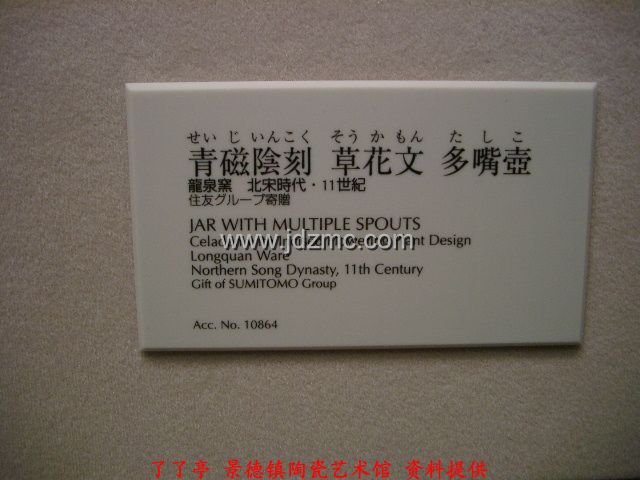 せい じ いんこく そう か もん た し こ
青磁陰刻 草花文 多嘴壺
龍泉窯 北宋時代・11世紀
住友グループ寄贈
JAR WITH MULTIPLE SPOUTS
www.jdzmc.com
Design
Longquan Ware
Northern Song Dynasty, 11th Century
Gift of SUMITOMO Group
Acc. No. 10864
了了亭 景德镇陶瓷艺术馆 资料提供